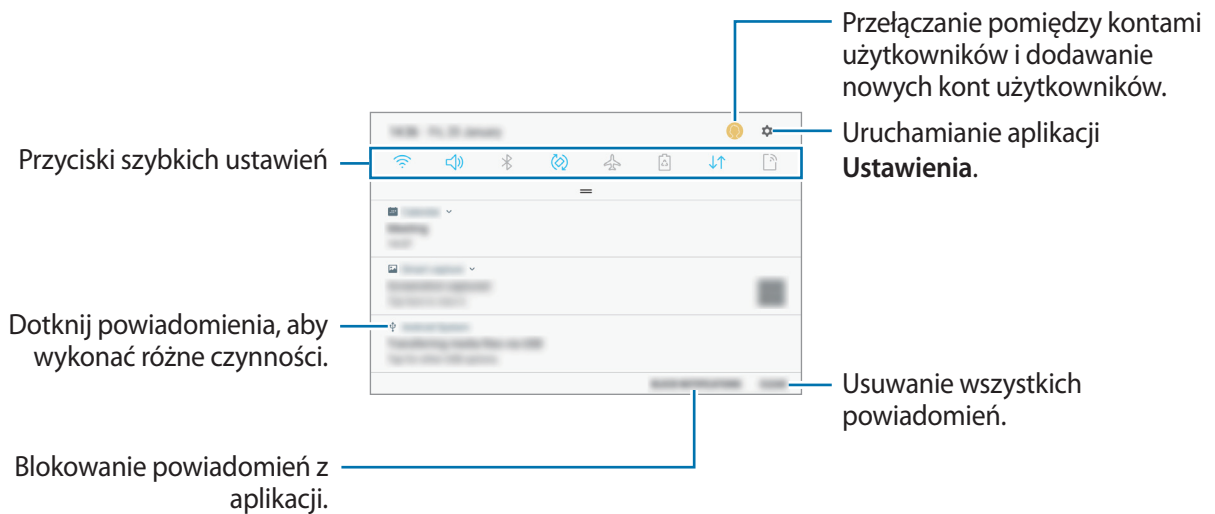 Przełączanie pomiędzy kontami
użytkowników i dodawanie
nowych kont użytkowników.
Uruchamianie aplikacji
Ustawienia.
Przyciski szybkich ustawień
Dotknij powiadomienia, aby
wykonać różne czynności.
Usuwanie wszystkich
powiadomień.
Blokowanie powiadomień z
aplikacji.